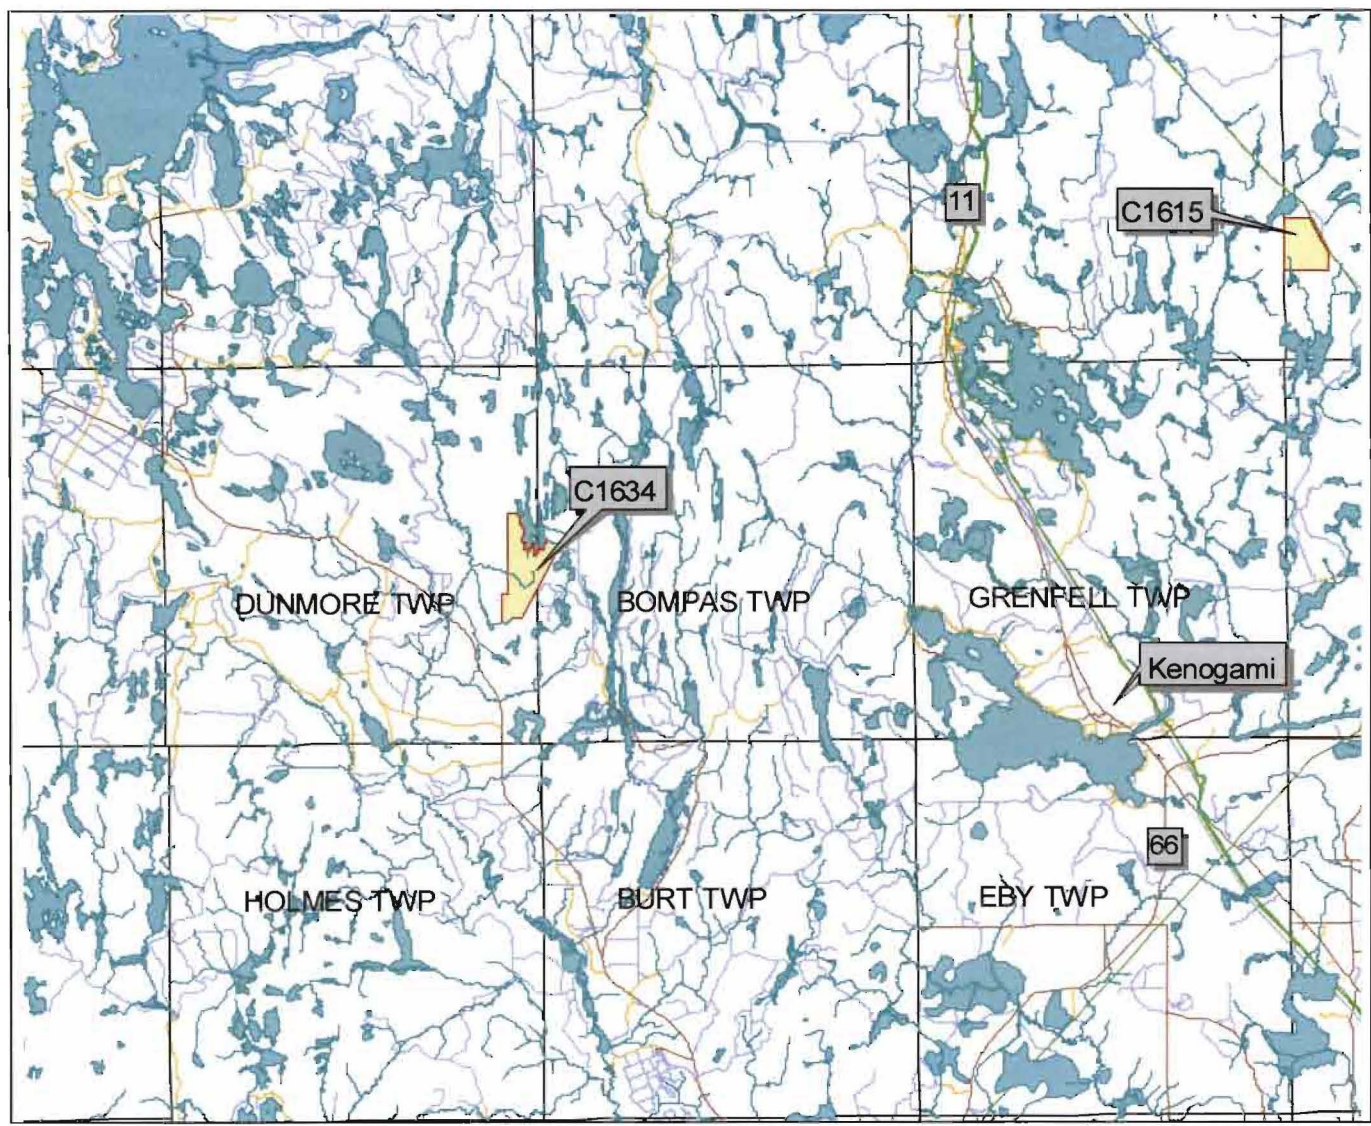 11
C1615
C1634
DUNMORE TWP
BOMPAS TWP
GRENFELL TWP
Kenogami
66
HOLMES TWP
BURT TWP
EBY TWP